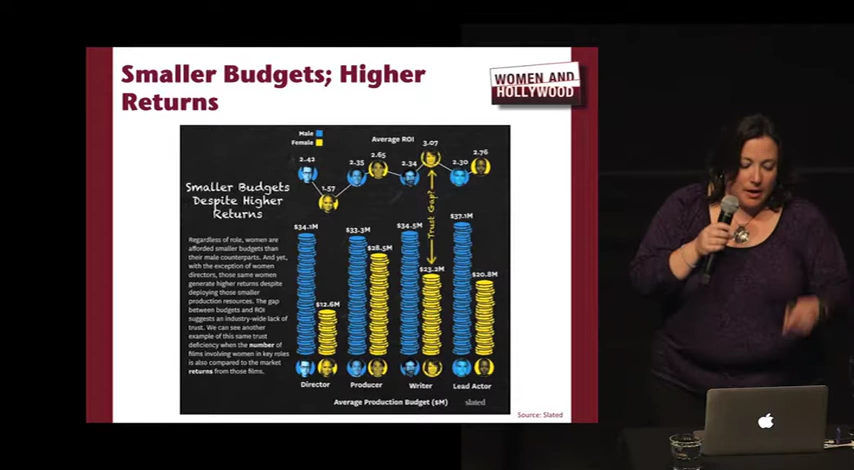 Smaller Budgets; Higher
Returns
WOMEN AND
HOLLYWOOD
Male
Female
Average ROI
2.42
1.57
2.35
2.65
2.34
3.07
2.30
2.76
Smaller Budgets
Despite Higher
Returns
Trust Gap?
Regardless of role, women are
afforded smaller budgets than
their male counterparts. And yet,
with the exception of women
directors, those same women
generate higher returns despite
deploying those smaller
production resources. The gap
between budgets and ROI
suggests an industry-wide lack of
trust. We can see another
example of this same trust
deficiency when the number of
films involving women in key roles
is also compared to the market
returns from those films.
$34.1M
$12.6M
$33.3M
$28.5M
$34.5M
$23.2M
$37.1M
$20.8M
Director
Producer
Writer
Lead Actor
Average Production Budget ($M)
slated
Source: Slated